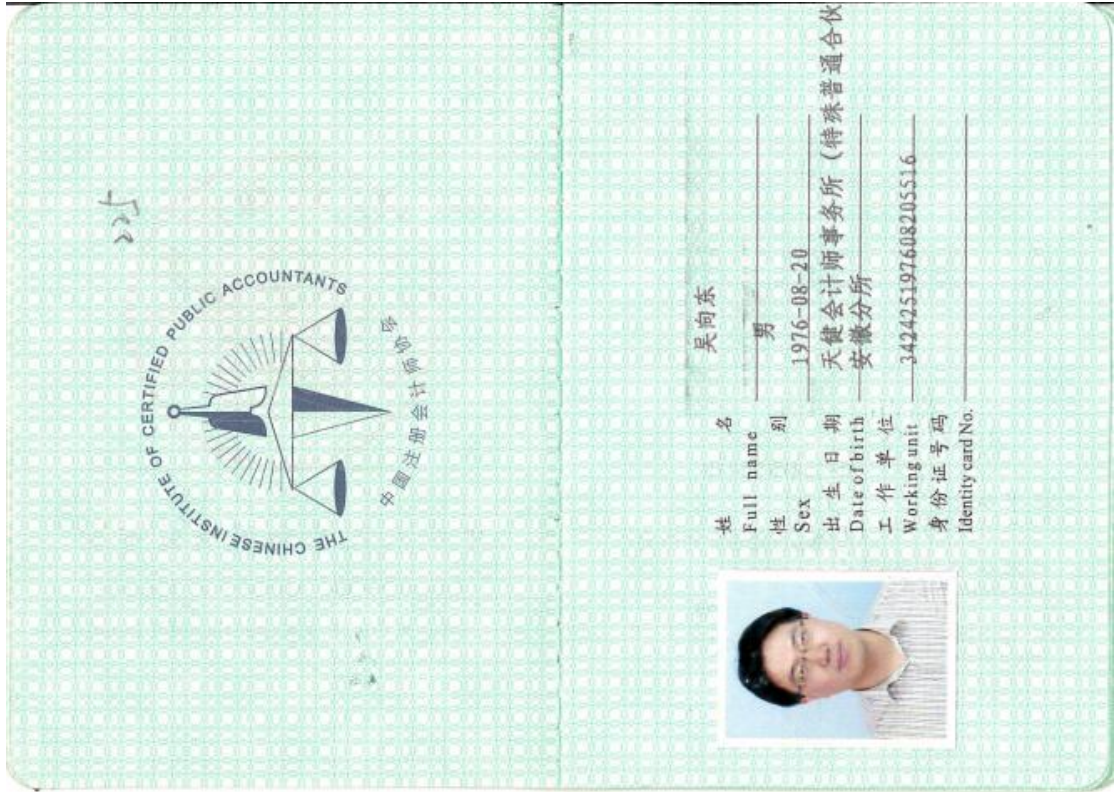 THE CHINESE INSTITUTE OF CERTIFIED PUBLIC ACCOUNTANTS
中国注册会计师协会
姓 名 吴向东
Full name
性 别 男
Sex
出 生 日 期 1976-08-20
Date of birth
工 作 单 位 天健会计师事务所（特殊普通合伙
安徽分所
Working unit
身份证号码 342425197608205516
Identity card No.